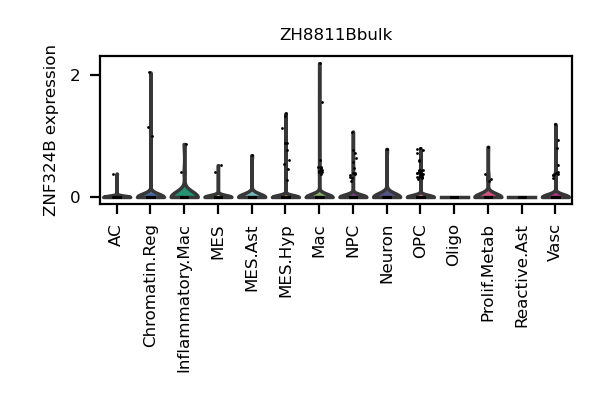 ZH8811Bbulk
ZNF324B expression
2
0
AC
Chromatin.Reg
Inflammatory.Mac
MES
MES.Ast
MES.Hyp
Mac
NPC
Neuron
OPC
Oligo
Prolif.Metab
Reactive.Ast
Vasc